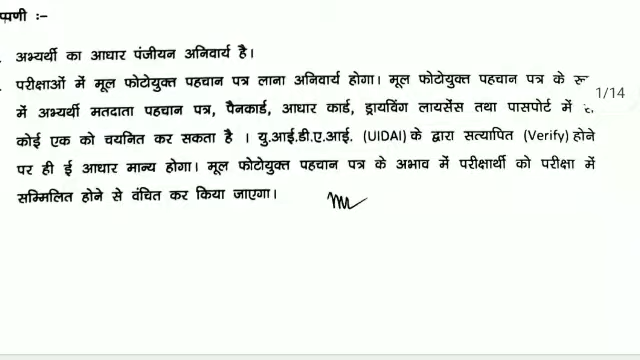 प्पणी :-
अभ्यर्थी का आधार पंजीयन अनिवार्य है।
परीक्षाओं में मूल फोटोयुक्त पहचान पत्र लाना अनिवार्य होगा। मूल फोटोयुक्त पहचान पत्र के
1/14
में अभ्यर्थी मतदाता पहचान पत्र, पैनकार्ड, आधार कार्ड, ड्रायविंग लायसेंस तथा पासपोर्ट में
कोई एक को चयनित कर सकता है । यु.आई.डी.ए.आई. (UIDAI) के द्वारा सत्यापित (Verify) होने
पर ही ई आधार मान्य होगा। मूल फोटोयुक्त पहचान पत्र के अभाव में परीक्षार्थी को परीक्षा में
सम्मिलित होने से वंचित कर किया जाएगा।